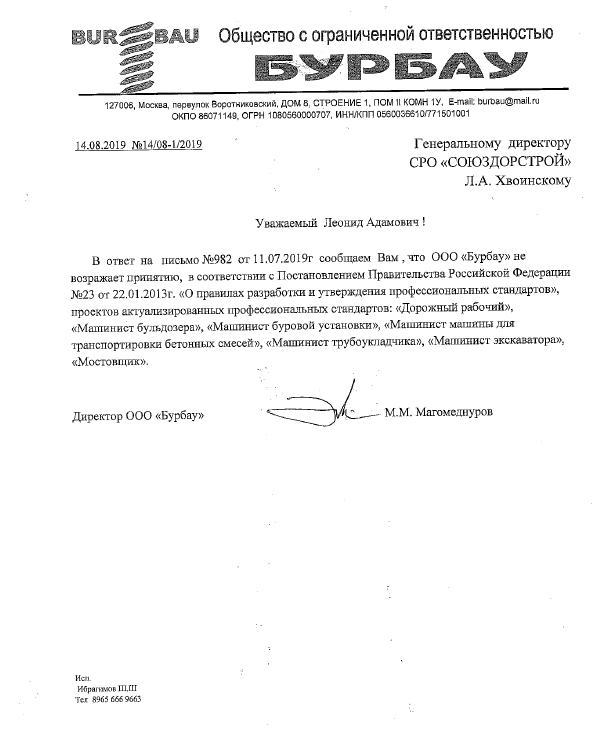 BURBAU
Общество с ограниченной ответственностью
БУРБАУ
127006, Москва, переулок Воротниковский, ДОМ 8, СТРОЕНИЕ 1, ПОМ II КОМН 1У, E-mail: burbau@mail.ru
ОКПО 86071149, ОГРН 1080560000707, ИНН/КПП 0560036610/771501001
14.08.2019 №14/08-1/2019
Генеральному директору
СРО «СОЮЗДОРСТРОЙ»
Л.А. Хвоинскому
Уважаемый Леонид Адамович !
В ответ на письмо №982 от 11.07.2019г сообщаем Вам , что ООО «Бурбау» не
возражает принятию, в соответствии с Постановлением Правительства Российской Федерации
№23 от 22.01.2013г. «О правилах разработки и утверждения профессиональных стандартов»,
проектов актуализированных профессиональных стандартов: «Дорожный рабочий»,
«Машинист бульдозера», «Машинист буровой установки», «Машинист машины для
транспортировки бетонных смесей», «Машинист трубоукладчика», «Машинист экскаватора»,
«Мостовщик».
Директор ООО «Бурбау»
М.М. Магомеднуров
Исп.
Ибрагимов Ш.Ш
Тел 8965 666 9663